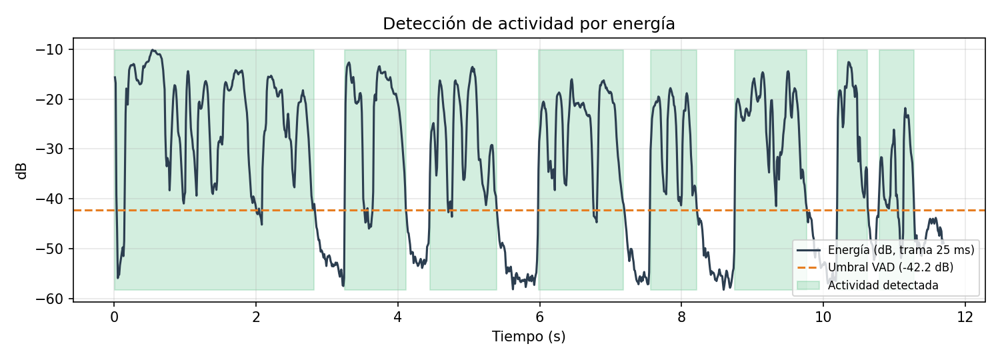 Detección de actividad por energía
−10
−20
−30
−40
−50
−60
dB
Energía (dB, trama 25 ms)
Umbral VAD (-42.2 dB)
Actividad detectada
0 2 4 6 8 10 12
Tiempo (s)